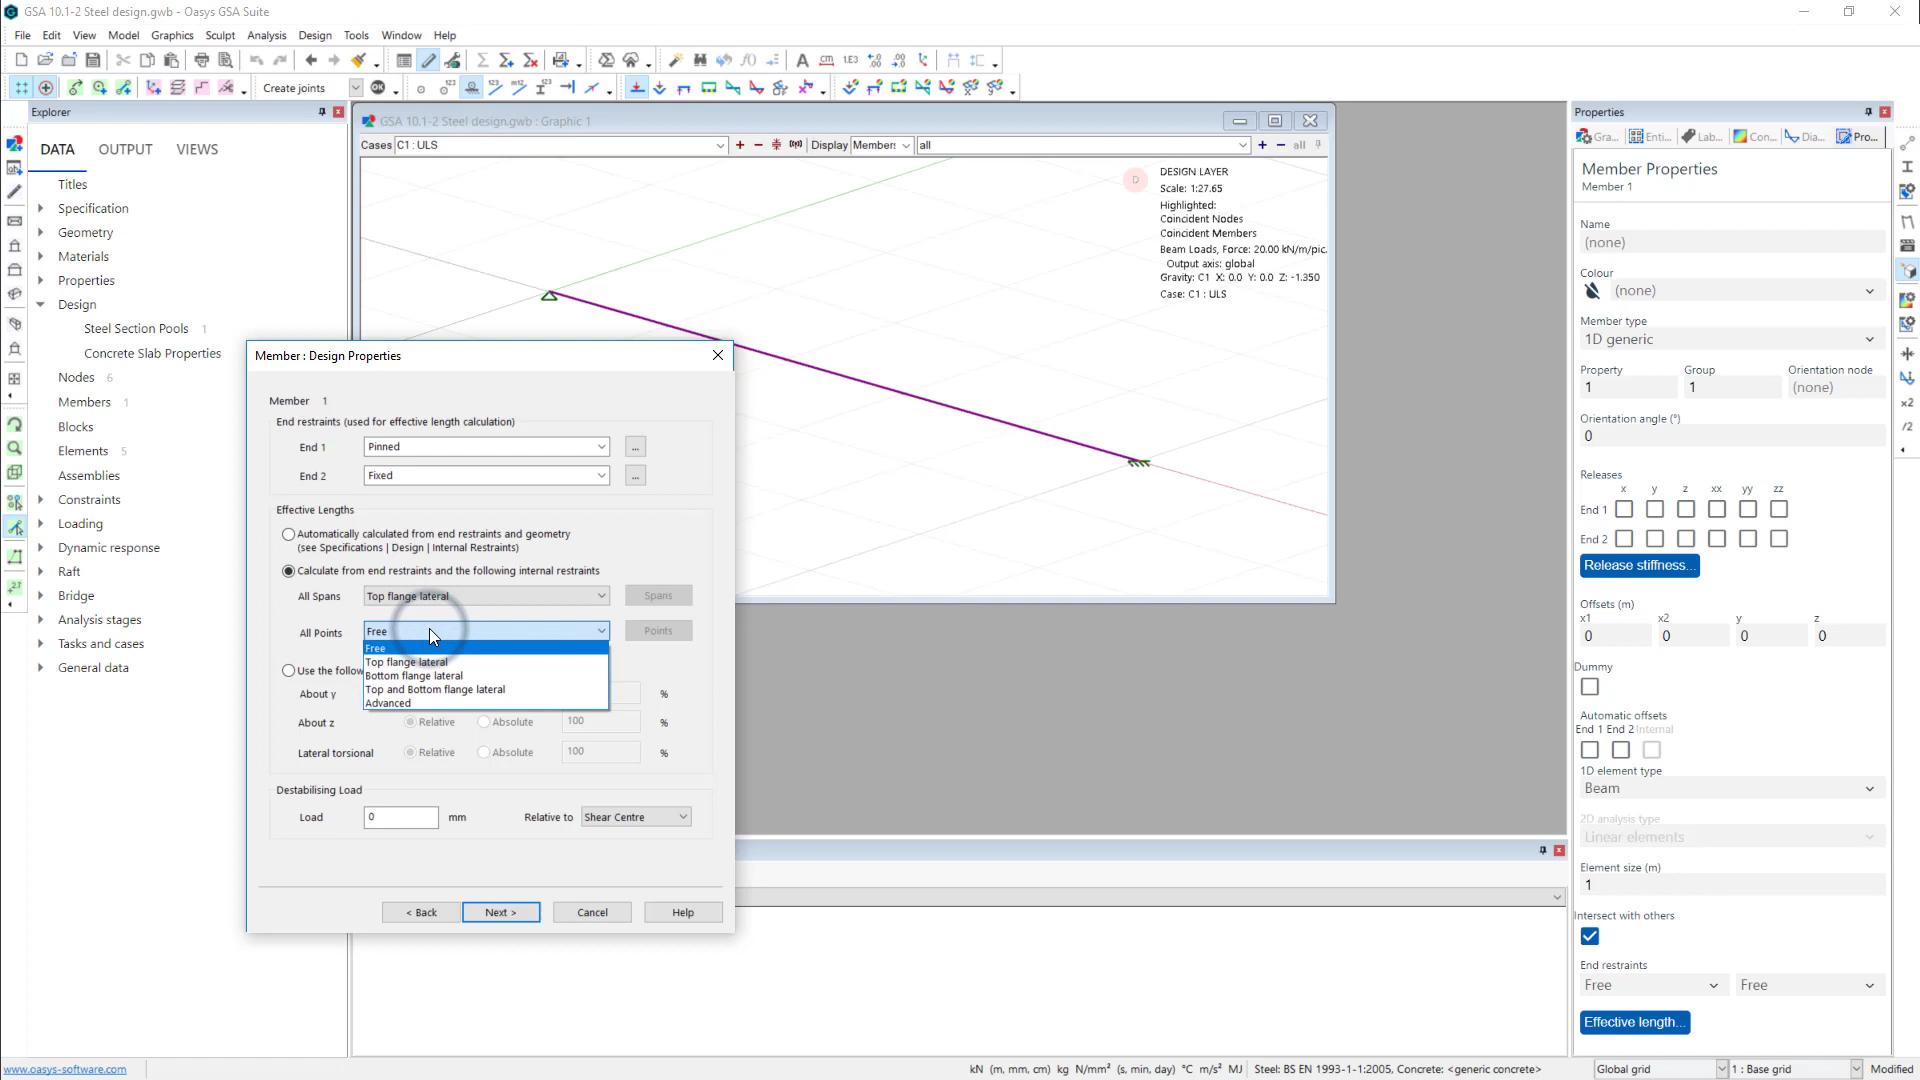 GSA 10.1-2 Steel design.gwb - Oasys GSA Suite
File Edit View Model Graphics Sculpt Analysis Design Tools Window Help
Create joints
Explorer
DATA OUTPUT VIEWS
Titles
Specification
Geometry
Materials
Properties
Design
Steel Section Pools 1
Concrete Slab Properties
Nodes 6
Members 1
Blocks
Elements 5
Assemblies
Constraints
Loading
Dynamic response
Raft
Bridge
Analysis stages
Tasks and cases
General data
GSA 10.1-2 Steel design.gwb : Graphic 1
Cases C1 : ULS Display Members all all
D
DESIGN LAYER
Scale: 1:27.65
Highlighted:
Coincident Nodes
Coincident Members
Beam Loads, Force: 20.00 kN/m/pic.
Output axis: global
Gravity: C1 X: 0.0 Y: 0.0 Z: -1.350
Case: C1 : ULS
Member : Design Properties
Member 1
End restraints (used for effective length calculation)
End 1 Pinned ...
End 2 Fixed ...
Effective Lengths
Automatically calculated from end restraints and geometry
(see Specifications | Design | Internal Restraints)
Calculate from end restraints and the following internal restraints
All Spans Top flange lateral Spans
All Points Free Points
Free
Top flange lateral
Bottom flange lateral
Top and Bottom flange lateral
Advanced
Use the follow
About y %
About z Relative Absolute 100 %
Lateral torsional Relative Absolute 100 %
Destabilising Load
Load 0 mm Relative to Shear Centre
< Back Next > Cancel Help
Properties
Gra... Enti... Lab... Con... Dia... Pro...
Member Properties
Member 1
Name
(none)
Colour
(none)
Member type
1D generic
Property Group Orientation node
1 1 (none)
Orientation angle (°)
0
Releases
x y z xx yy zz
End 1
End 2
Release stiffness...
Offsets (m)
x1 x2 y z
0 0 0 0
Dummy
Automatic offsets
End 1 End 2 Internal
1D element type
Beam
2D analysis type
Linear elements
Element size (m)
1
Intersect with others
End restraints
Free Free
Effective length...
www.oasys-software.com
kN (m, mm, cm) kg N/mm² (s, min, day) °C m/s² MJ Steel: BS EN 1993-1-1:2005, Concrete: <generic concrete> Global grid 1 : Base grid Modified